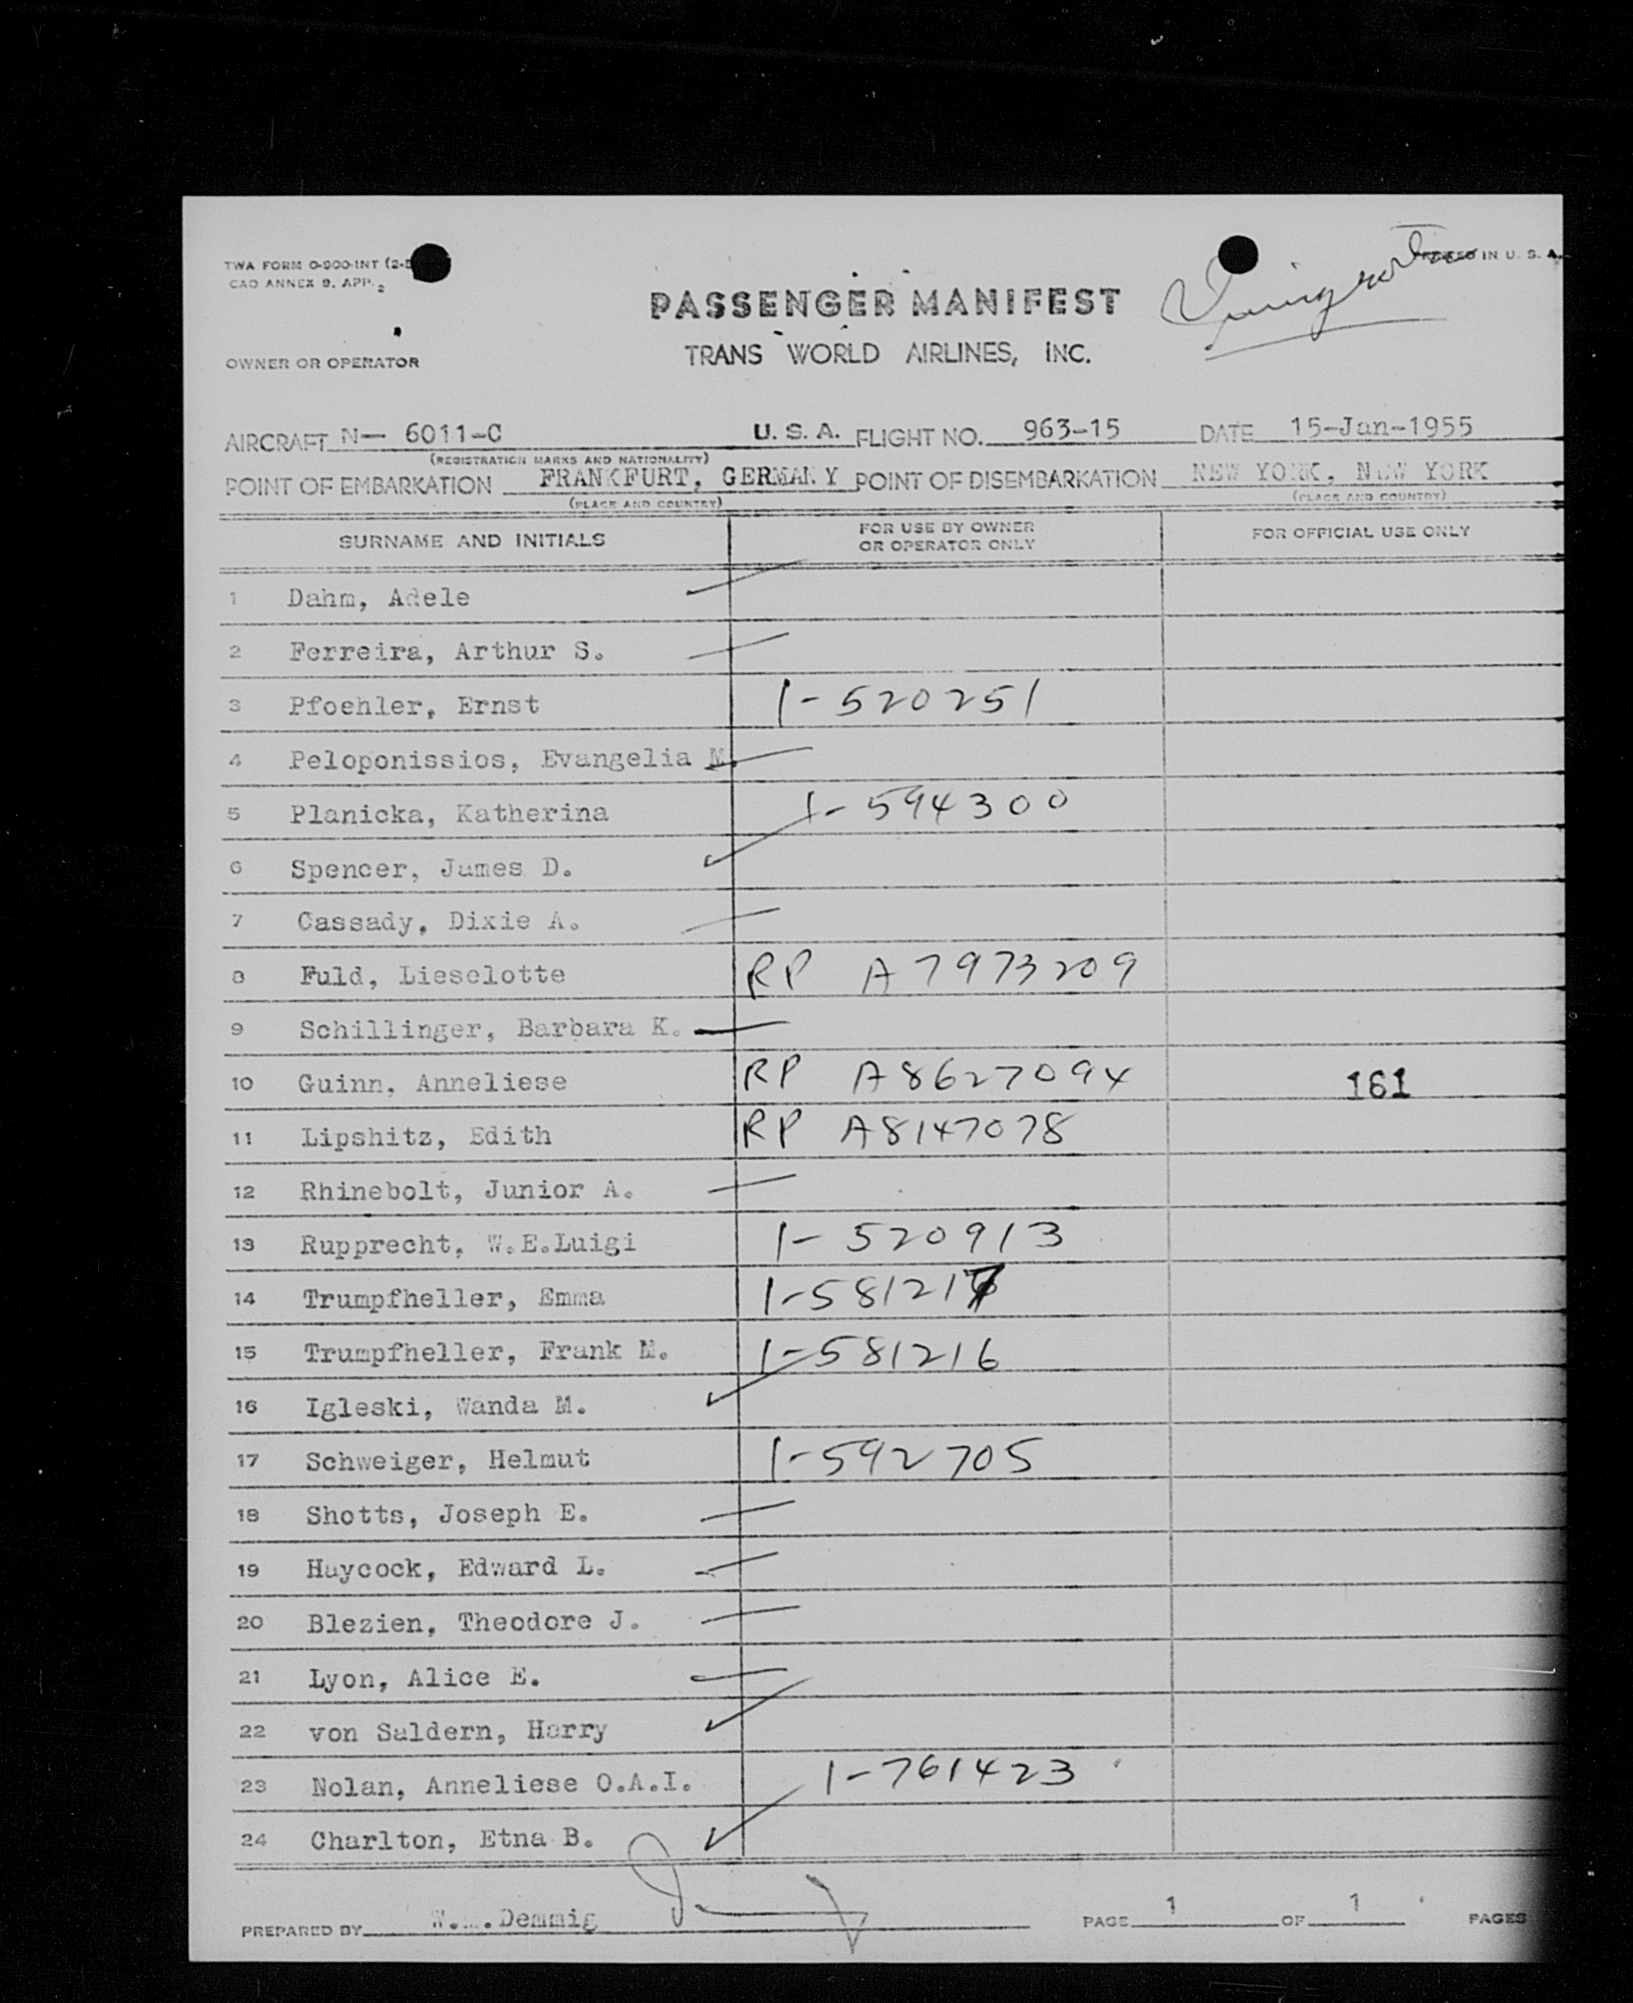 TWA FORM O-900-INT (2-
CAO ANNEX 9. APP. 2
IN U. S. A.
PASSENGER MANIFEST
Immigration
OWNER OR OPERATOR
TRANS WORLD AIRLINES, INC.
AIRCRAFT N- 6011-C U. S. A. FLIGHT NO. 963-15 DATE 15-Jan-1955
(REGISTRATION MARKS AND NATIONALITY)
POINT OF EMBARKATION FRANKFURT, GERMANY POINT OF DISEMBARKATION NEW YORK, NEW YORK
(PLACE AND COUNTRY) (PLACE AND COUNTRY)
SURNAME AND INITIALS FOR USE BY OWNER OR OPERATOR ONLY FOR OFFICIAL USE ONLY
1 Dahm, Adele
2 Ferreira, Arthur S.
3 Pfoehler, Ernst 1-520251
4 Peloponissios, Evangelia M.
5 Planicka, Katherina 1-594300
6 Spencer, James D.
7 Cassady, Dixie A.
8 Fuld, Lieselotte RP A7973209
9 Schillinger, Barbara K.
10 Guinn, Anneliese RP A8627094 161
11 Lipshitz, Edith RP A8147078
12 Rhinebolt, Junior A.
13 Rupprecht, W.E.Luigi 1-520913
14 Trumpfheller, Emma 1-581217
15 Trumpfheller, Frank M. 1-581216
16 Igleski, Wanda M.
17 Schweiger, Helmut 1-592705
18 Shotts, Joseph E.
19 Haycock, Edward L.
20 Blezien, Theodore J.
21 Lyon, Alice E.
22 von Saldern, Harry
23 Nolan, Anneliese O.A.I. 1-761423
24 Charlton, Etna B.
PREPARED BY Demmig PAGE 1 OF 1 PAGES